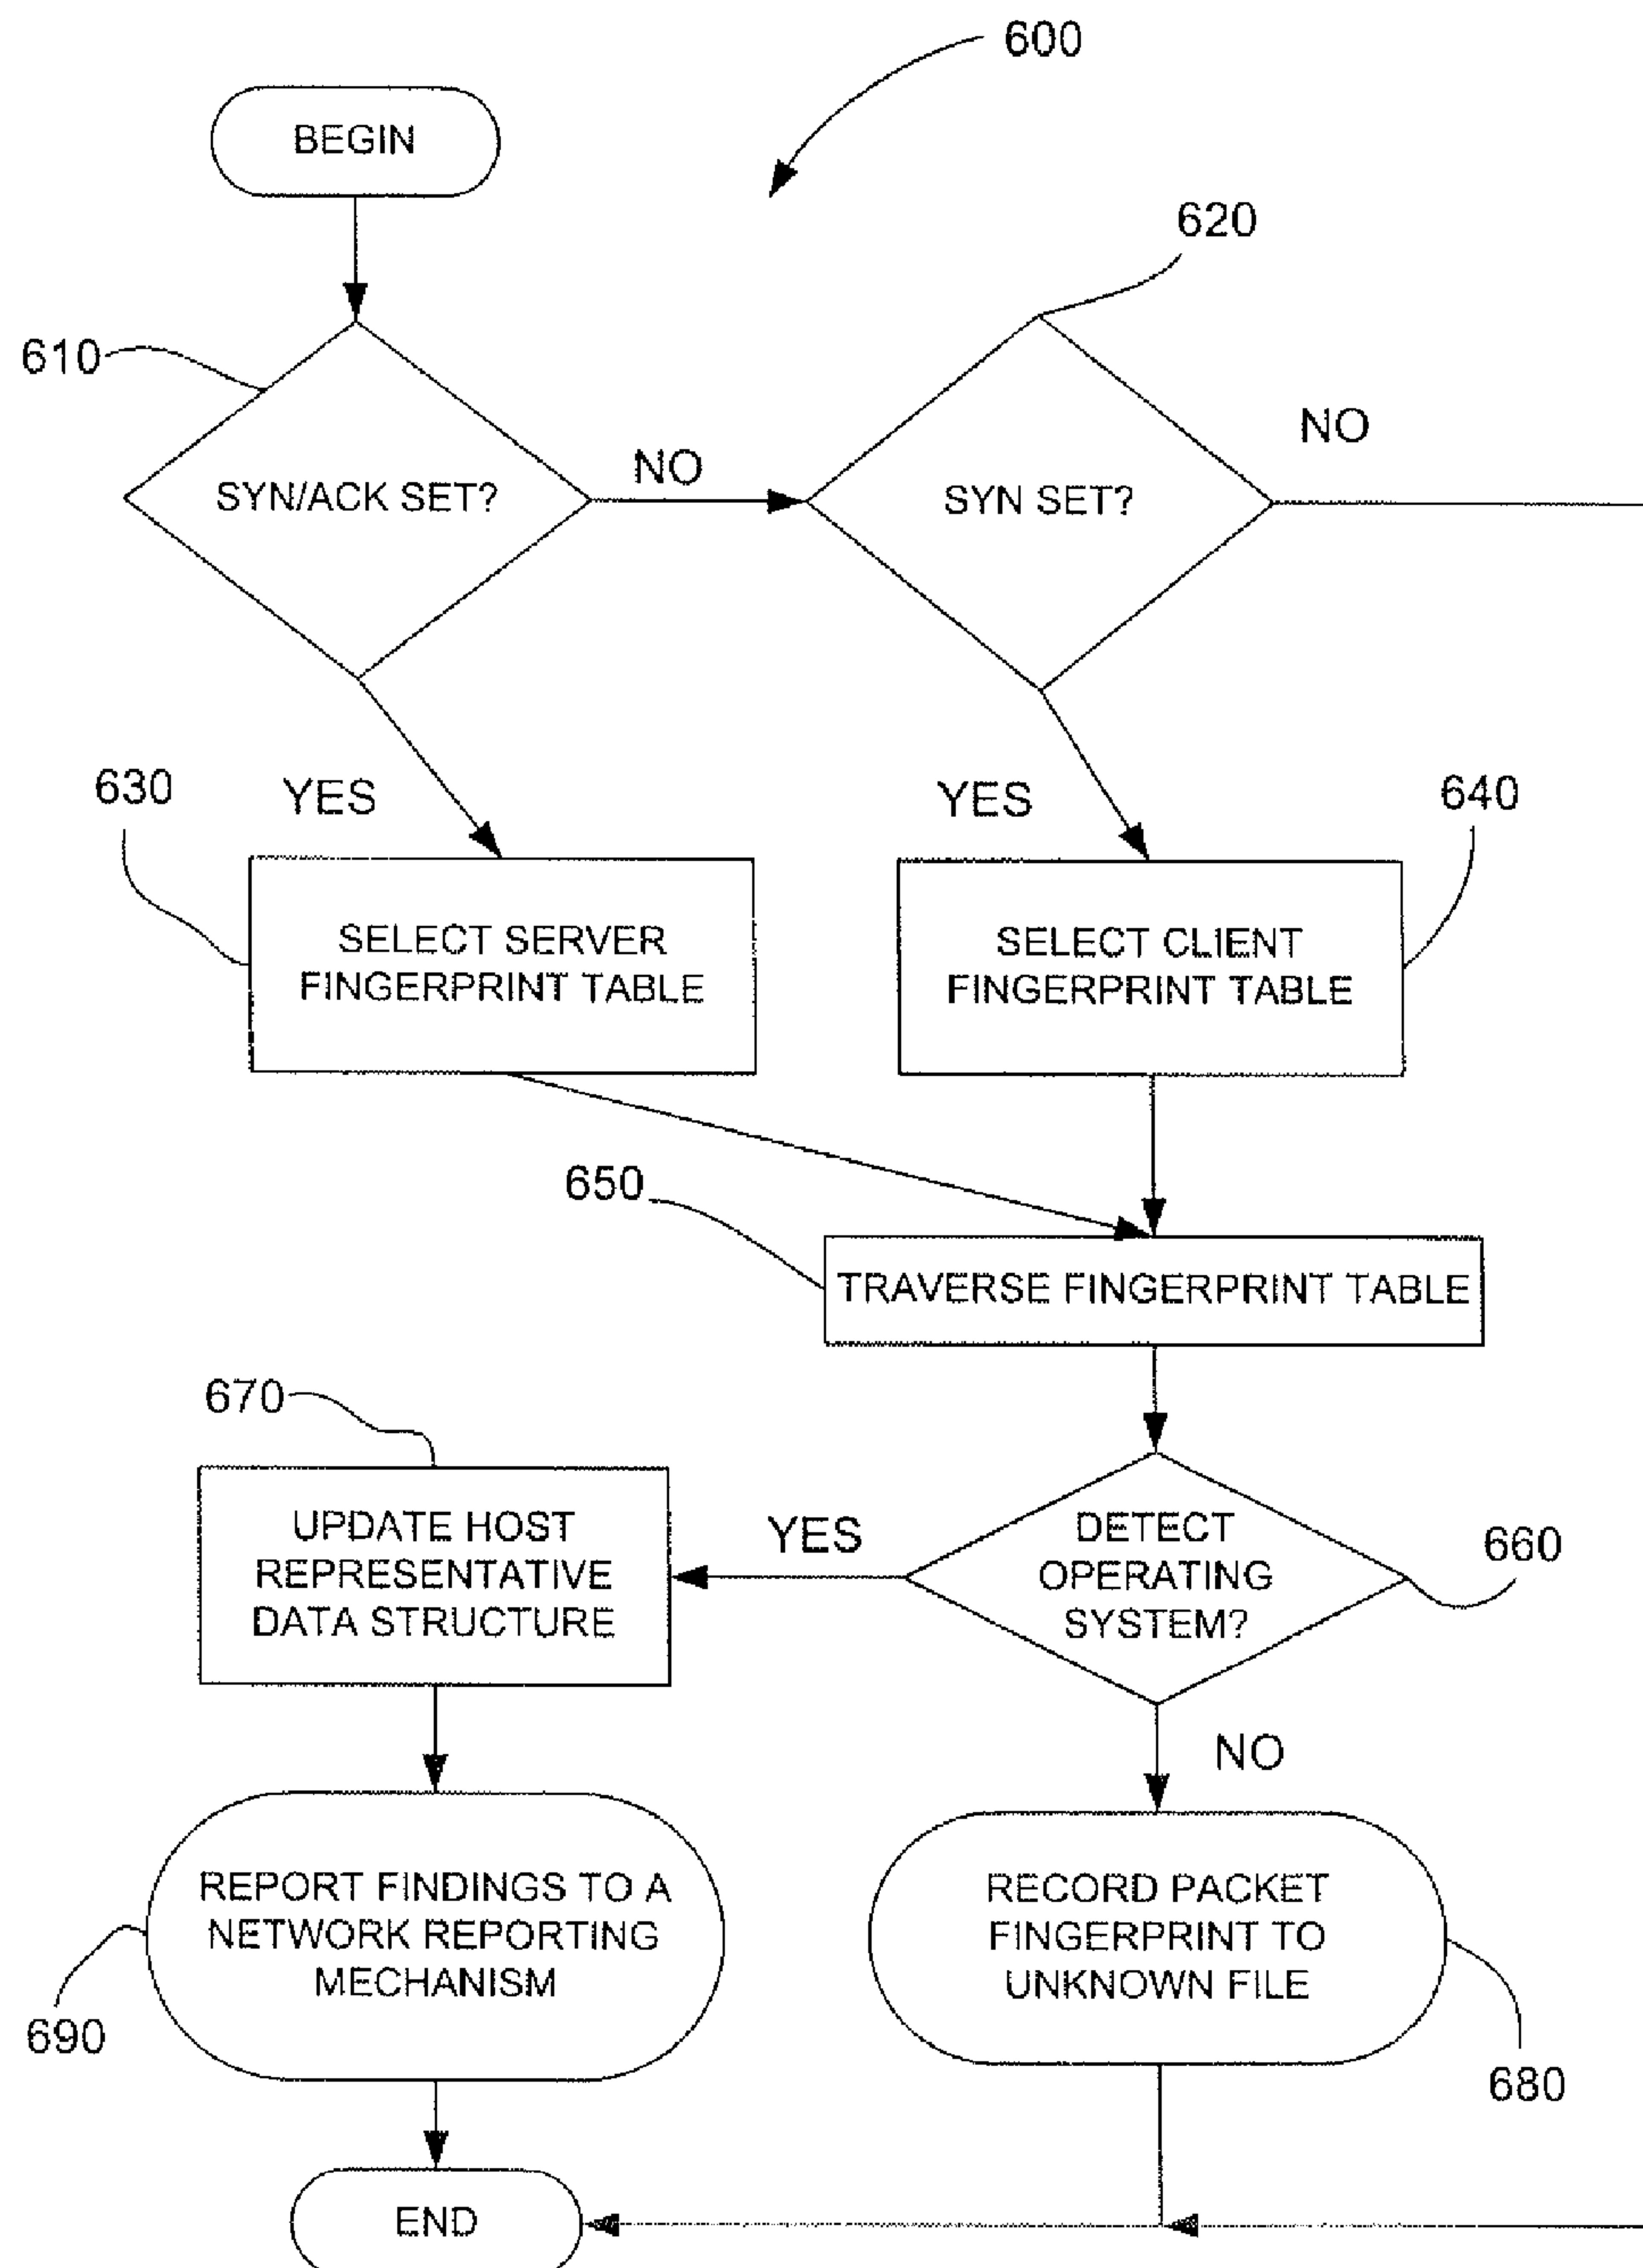 600
BEGIN
620
610
NO
SYN/ACK SET?
NO
SYN SET?
630
YES
YES
640
SELECT SERVER
FINGERPRINT TABLE
SELECT CLIENT
FINGERPRINT TABLE
650
TRAVERSE FINGERPRINT TABLE
670
UPDATE HOST
REPRESENTATIVE
DATA STRUCTURE
YES
DETECT
OPERATING
SYSTEM?
660
NO
REPORT FINDINGS TO A
NETWORK REPORTING
MECHANISM
RECORD PACKET
FINGERPRINT TO
UNKNOWN FILE
690
680
END